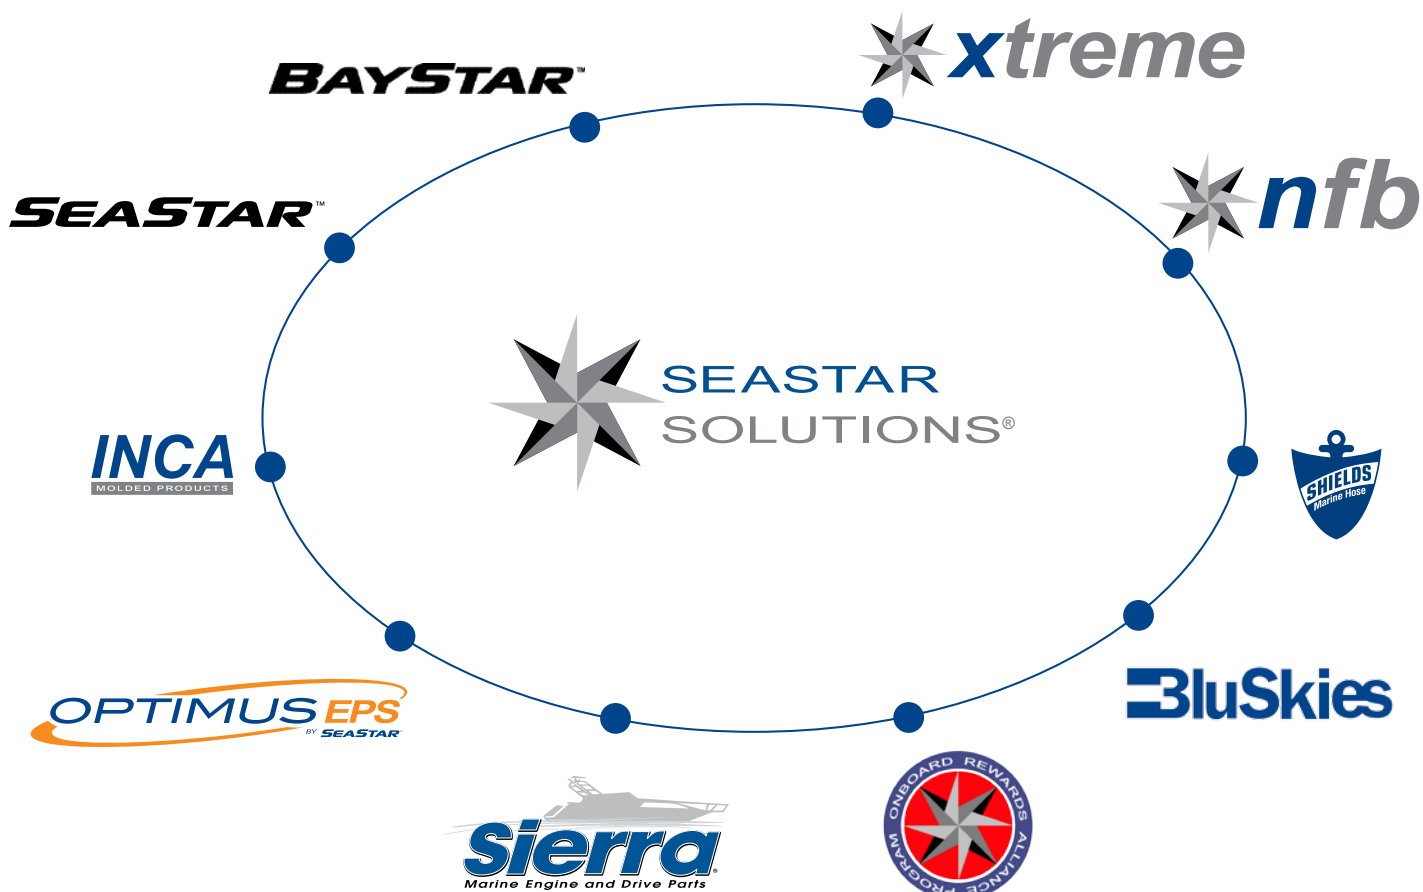 xtreme
BAYSTAR™
nfb
SEASTAR™
SEASTAR
SOLUTIONS®
INCA
MOLDED PRODUCTS
SHIELDS
Marine Hose
BluSkies
OPTIMUS EPS
BY SEASTAR
ONBOARD REWARDS ALLIANCE PROGRAM
Sierra
Marine Engine and Drive Parts